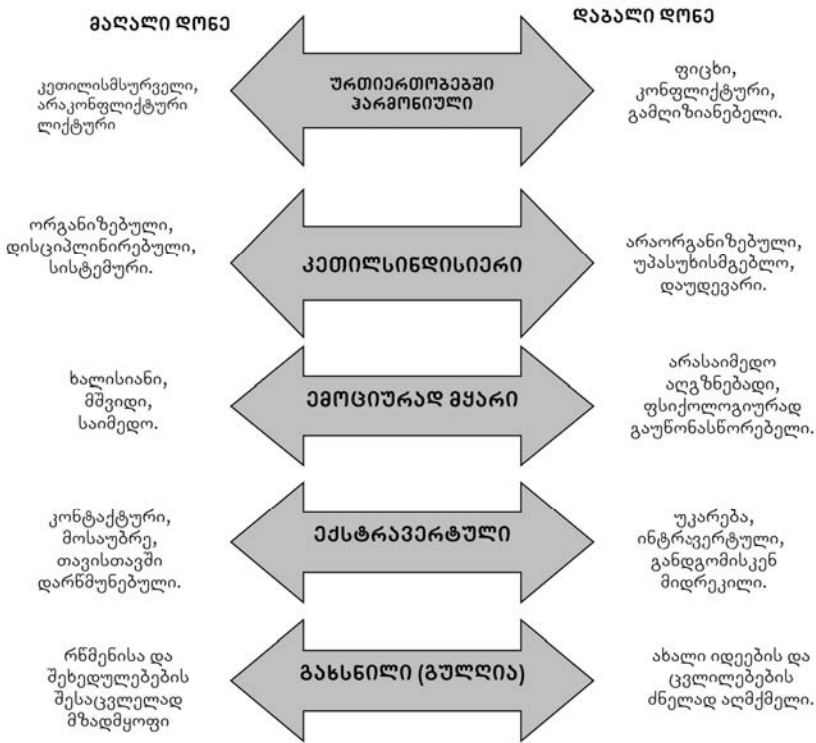 მაღალი დონე
დაბალი დონე
კეთილისმსურველი,
არაკონფლიქტური
ლიქტური
ურთიერთობებში
ჰარმონიული
ფიცხი,
კონფლიქტური,
გამღიზიანებელი.
ორგანიზებული,
დისციპლინირებული,
სისტემური.
კეთილსინდისიერი
არაორგანიზებული,
უპასუხისმგებლო,
დაუდევარი.
ხალისიანი,
მშვიდი,
საიმედო.
ემოციურად მყარი
არასაიმედო
აღგზნებადი,
ფსიქოლოგიურად
გაუწონასწორებელი.
კონტაქტური,
მოსაუბრე,
თავისთავში
დარწმუნებული.
ექსტრავერტული
უკარება,
ინტრავერტული,
განდგომისკენ
მიდრეკილი.
რწმენისა და
შეხედულებების
შესაცვლელად
მზადმყოფი
გახსნილი (გულღია)
ახალი იდეების და
ცვლილებების
ძნელად აღმქმელი.